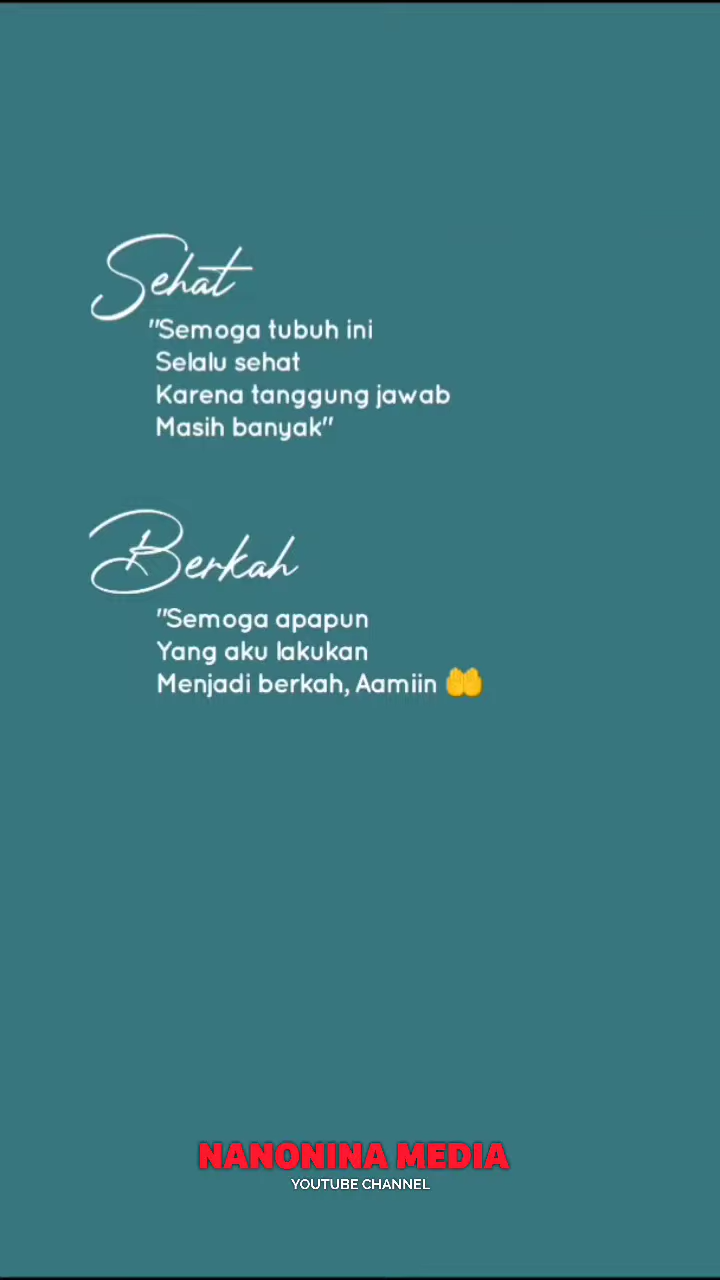 Sehat
"Semoga tubuh ini
Selalu sehat
Karena tanggung jawab
Masih banyak"
Berkah
"Semoga apapun
Yang aku lakukan
Menjadi berkah, Aamiin 🤲
NANONINA MEDIA
YOUTUBE CHANNEL